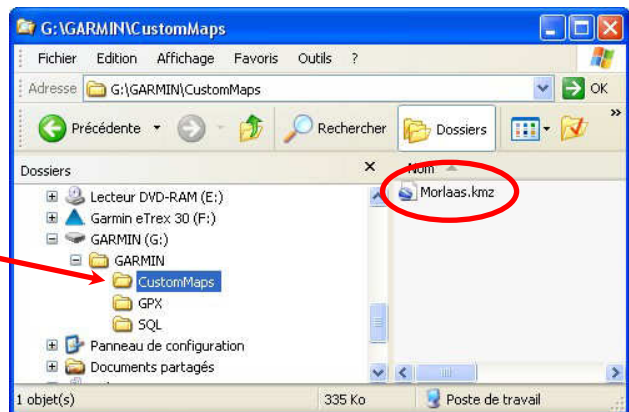 G:\GARMIN\CustomMaps
Fichier Edition Affichage Favoris Outils ?
Adresse G:\GARMIN\CustomMaps OK
Précédente Rechercher Dossiers »
Dossiers × Nom
Lecteur DVD-RAM (E:) Morlaas.kmz
Garmin eTrex 30 (F:)
GARMIN (G:)
GARMIN
CustomMaps
GPX
SQL
Panneau de configuration
Documents partagés
1 objet(s) 335 Ko Poste de travail